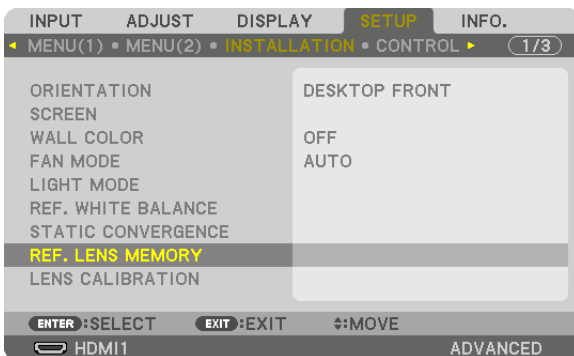 INPUT ADJUST DISPLAY SETUP INFO.
MENU(1) • MENU(2) • INSTALLATION • CONTROL 1/3
ORIENTATION DESKTOP FRONT
SCREEN
WALL COLOR OFF
FAN MODE AUTO
LIGHT MODE
REF. WHITE BALANCE
STATIC CONVERGENCE
REF. LENS MEMORY
LENS CALIBRATION
ENTER :SELECT EXIT :EXIT :MOVE
HDMI1 ADVANCED